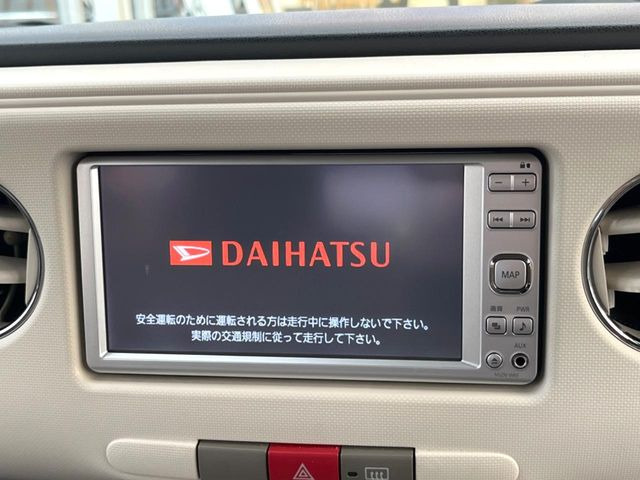 DAIHATSU
安全運転のために運転される方は走行中に操作しないで下さい。
実際の交通規制に従って走行して下さい。
− +
MAP
画質 PWR
AUX